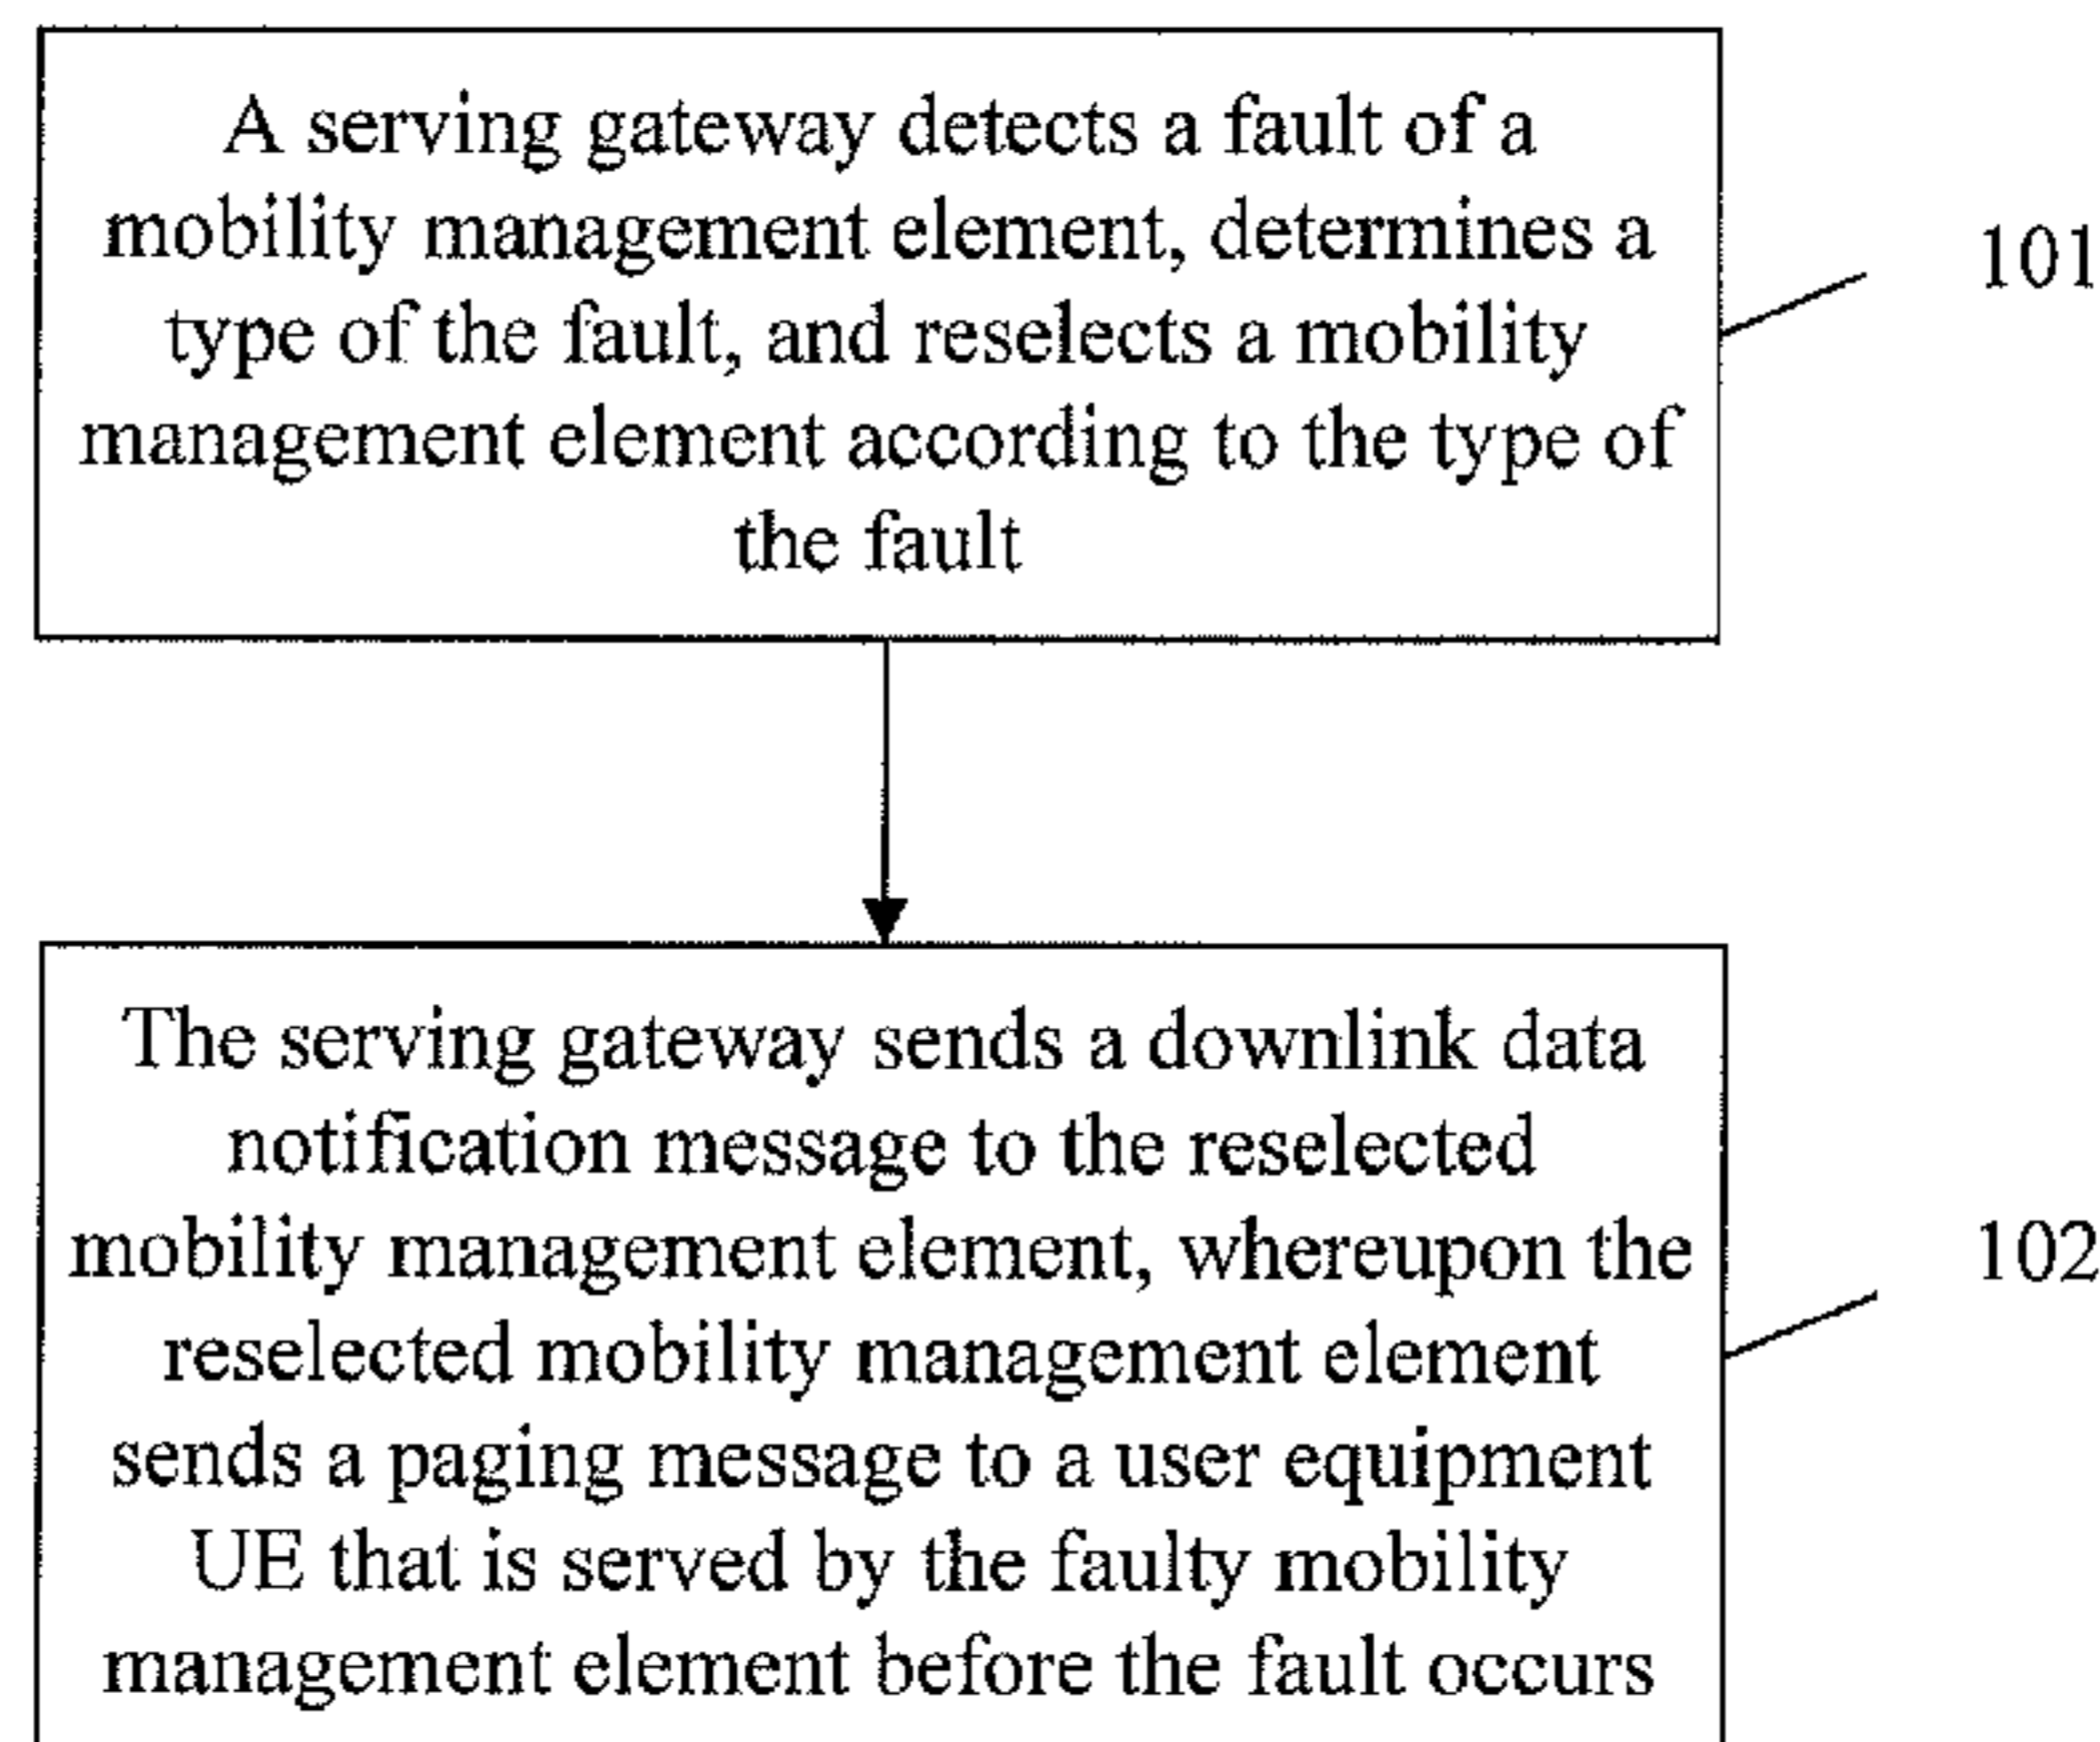 A serving gateway detects a fault of a
mobility management element, determines a
type of the fault, and reselects a mobility
management element according to the type of
the fault
101
The serving gateway sends a downlink data
notification message to the reselected
mobility management element, whereupon the
reselected mobility management element
sends a paging message to a user equipment
UE that is served by the faulty mobility
management element before the fault occurs
102